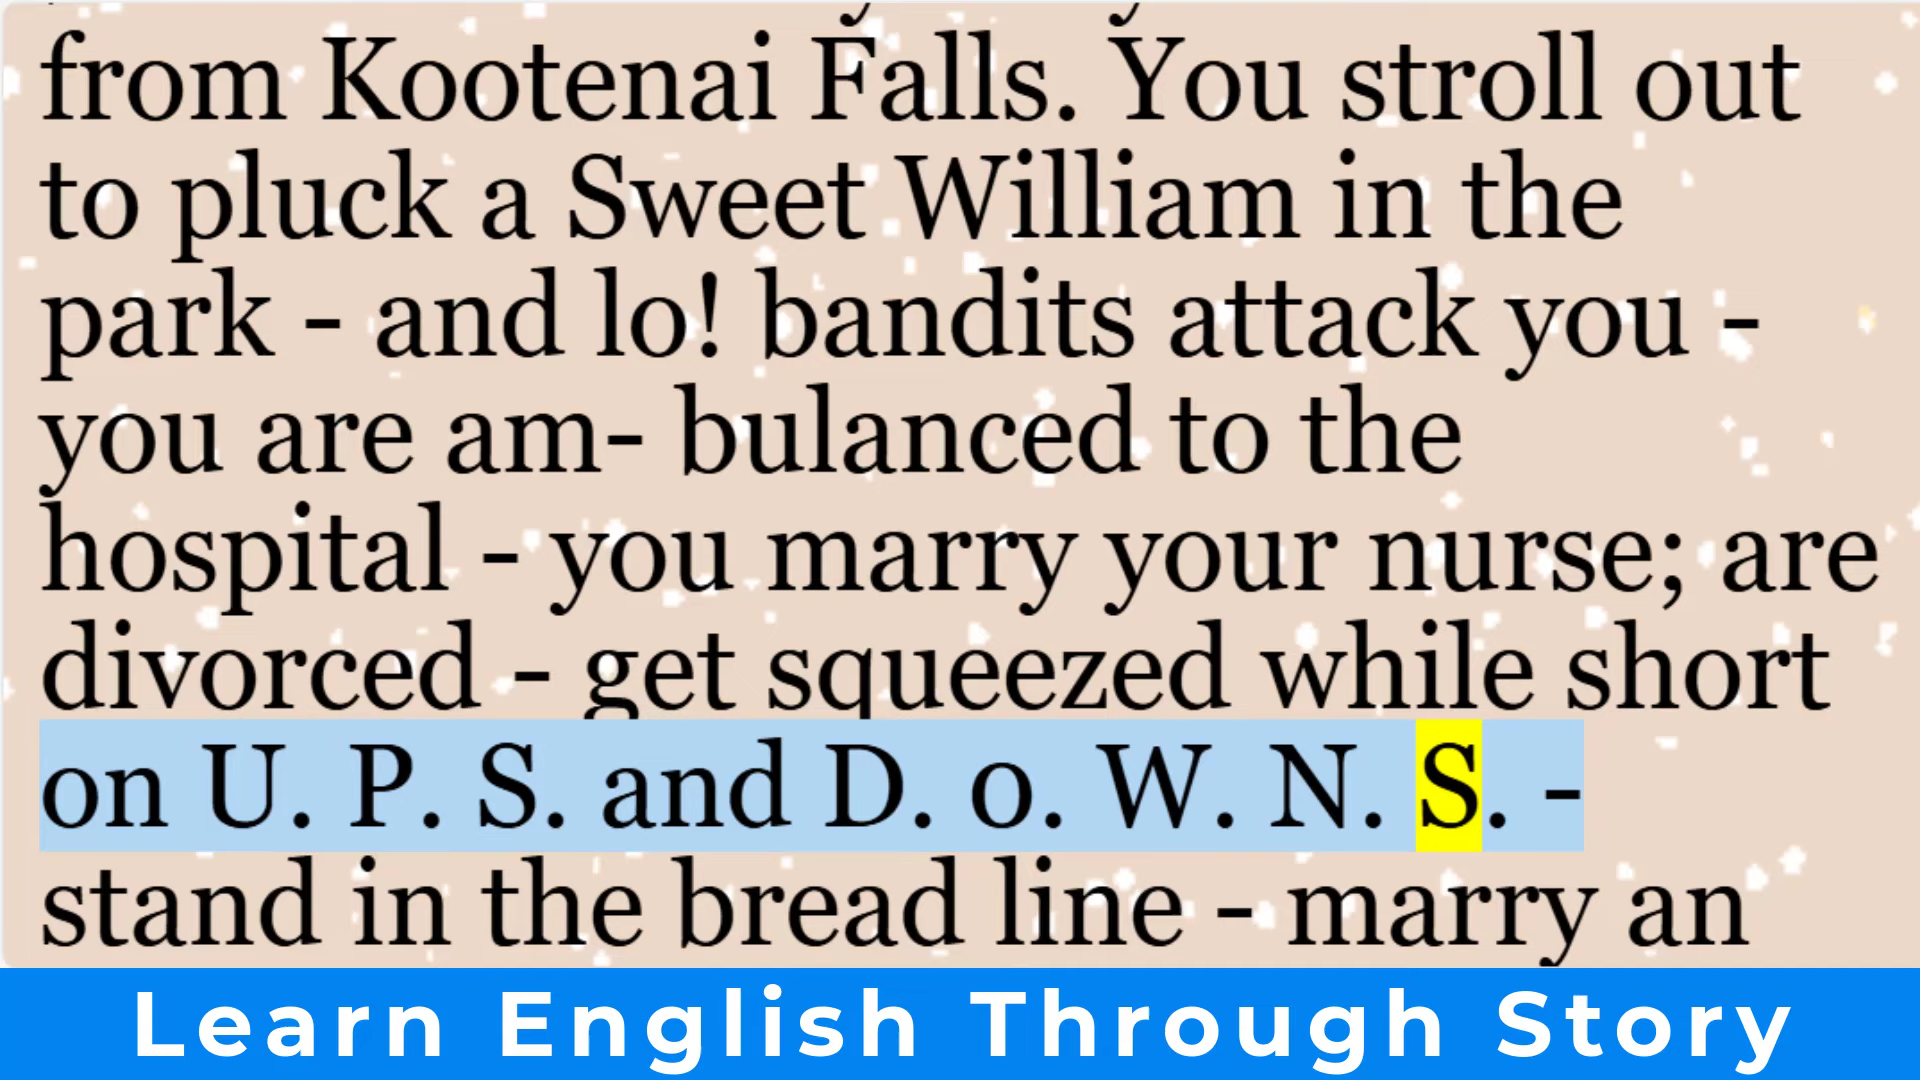 from Kootenai Falls. You stroll out
to pluck a Sweet William in the
park - and lo! bandits attack you -
you are am- bulanced to the
hospital - you marry your nurse; are
divorced - get squeezed while short
on U. P. S. and D. o. W. N. S. -
stand in the bread line - marry an
Learn English Through Story